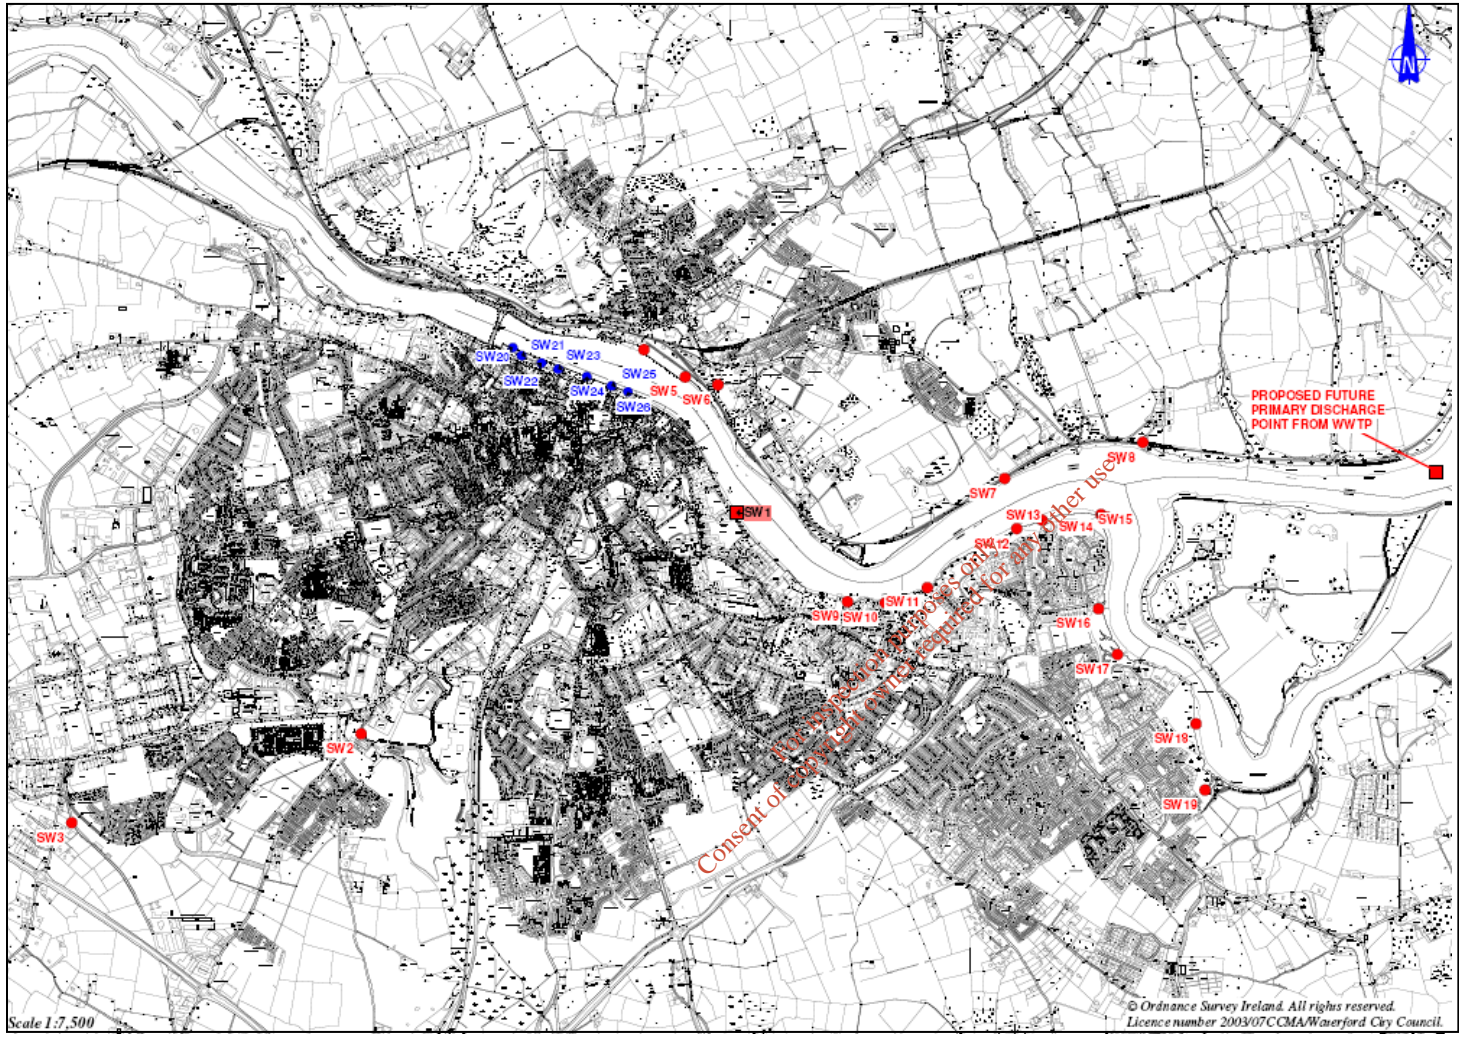 N
SW21
SW20
SW23
SW22
SW25
SW24
SW26
SW5
SW6
PROPOSED FUTURE
PRIMARY DISCHARGE
POINT FROM WWTP
SW8
SW7
SW1
SW13
SW15
SW14
SW12
SW11
SW9
SW10
SW16
SW17
SW18
SW2
SW19
SW3
For inspection purposes only.
Consent of copyright owner required for any other use.
© Ordnance Survey Ireland. All rights reserved.
Licence number 2003/07CCMA/Waterford City Council.
Scale 1:7,500